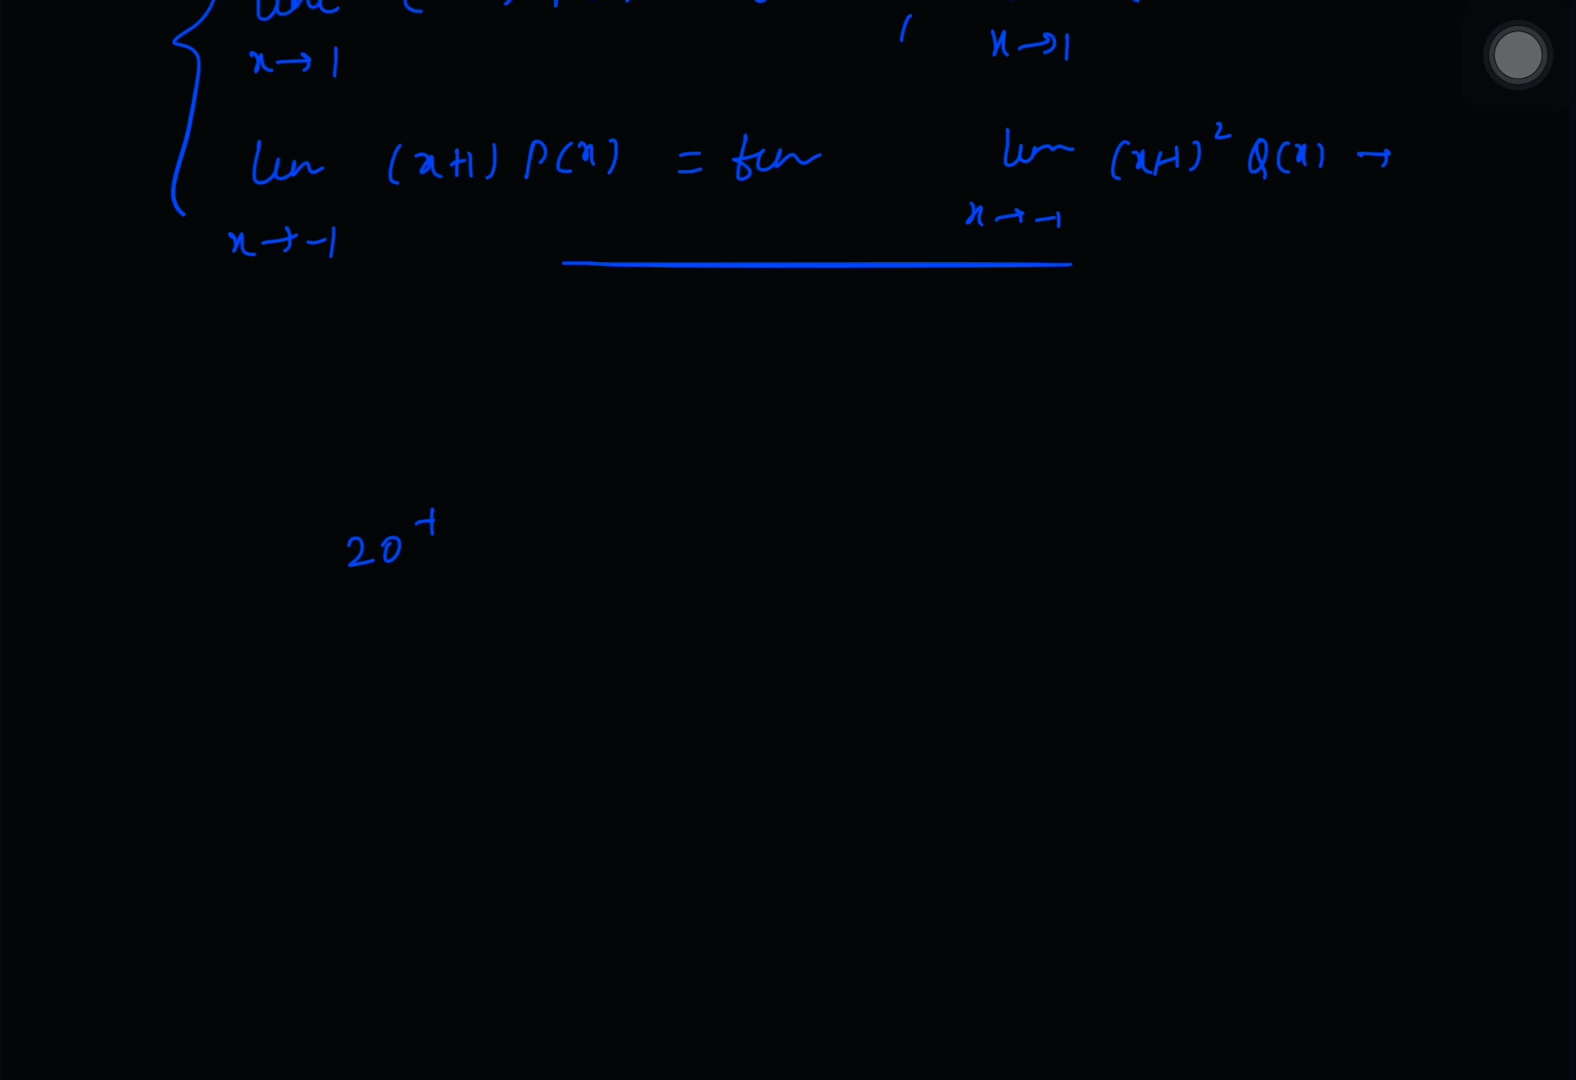 x→1 x→1
lim (x+1) P(x) = fin lim (x+1)² Q(x) →
x→-1 x→-1
20⁺